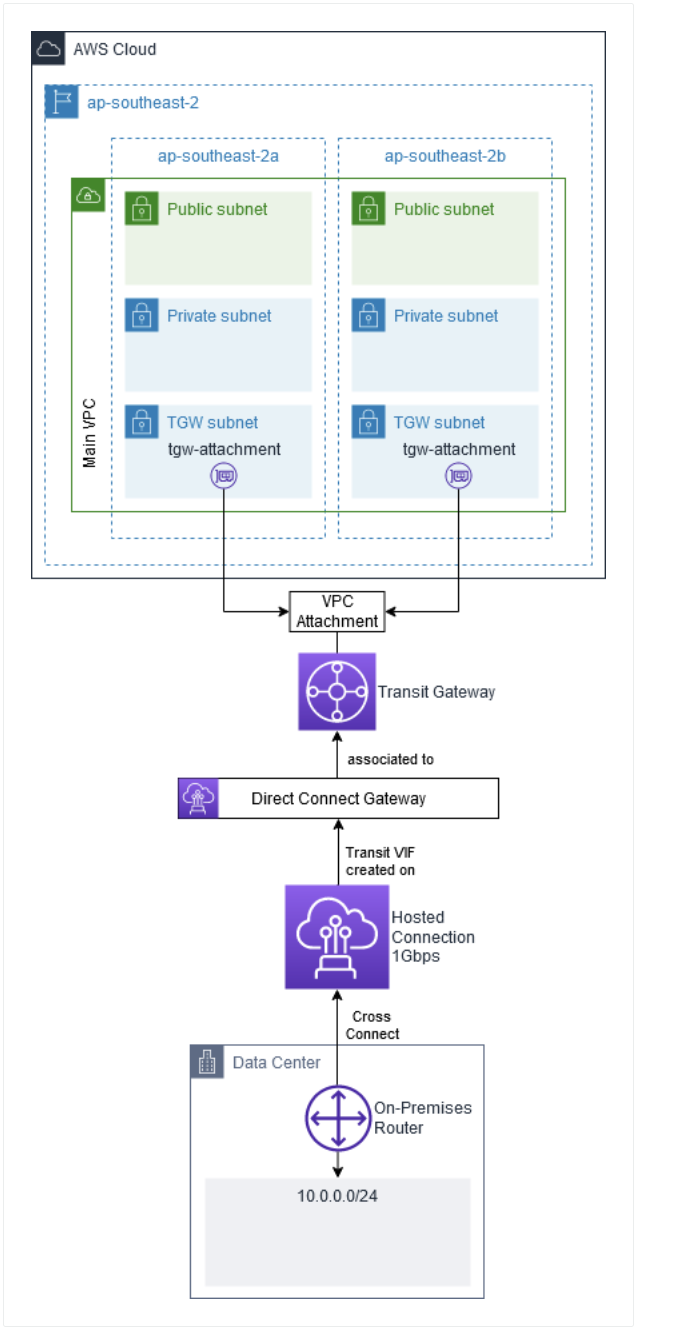 AWS Cloud
ap-southeast-2
ap-southeast-2a
ap-southeast-2b
Public subnet
Public subnet
Private subnet
Private subnet
Main VPC
TGW subnet
tgw-attachment
TGW subnet
tgw-attachment
VPC
Attachment
Transit Gateway
associated to
Direct Connect Gateway
Transit VIF
created on
Hosted
Connection
1Gbps
Cross
Connect
Data Center
On-Premises
Router
10.0.0.0/24